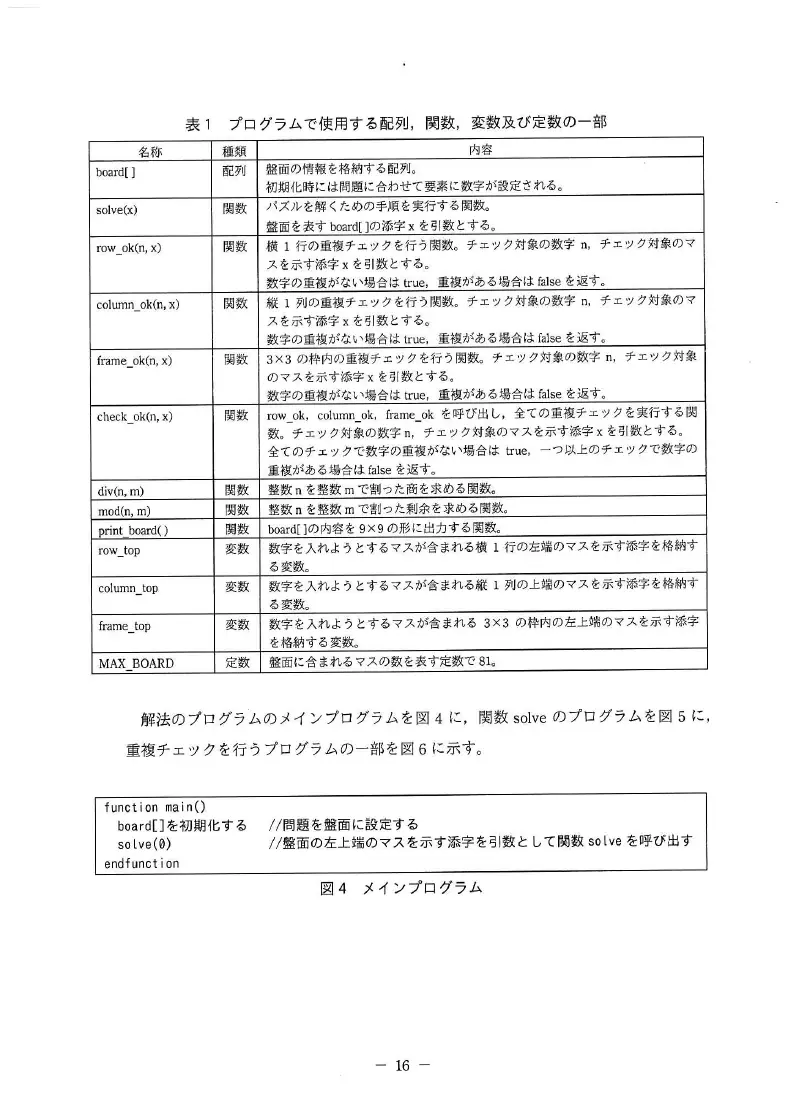 表1 プログラムで使用する配列，関数，変数及び定数の一部
名称 種類 内容
board[ ] 配列 盤面の情報を格納する配列。
初期化時には問題に合わせて要素に数字が設定される。
solve(x) 関数 パズルを解くための手順を実行する関数。
盤面を表す board[ ]の添字 x を引数とする。
row_ok(n, x) 関数 横 1 行の重複チェックを行う関数。チェック対象の数字 n，チェック対象のマ
スを示す添字 x を引数とする。
数字の重複がない場合は true，重複がある場合は false を返す。
column_ok(n, x) 関数 縦 1 列の重複チェックを行う関数。チェック対象の数字 n，チェック対象のマ
スを示す添字 x を引数とする。
数字の重複がない場合は true，重複がある場合は false を返す。
frame_ok(n, x) 関数 3×3 の枠内の重複チェックを行う関数。チェック対象の数字 n，チェック対象
のマスを示す添字 x を引数とする。
数字の重複がない場合は true，重複がある場合は false を返す。
check_ok(n, x) 関数 row_ok，column_ok，frame_ok を呼び出し，全ての重複チェックを実行する関
数。チェック対象の数字 n，チェック対象のマスを示す添字 x を引数とする。
全てのチェックで数字の重複がない場合は true，一つ以上のチェックで数字の
重複がある場合は false を返す。
div(n, m) 関数 整数 n を整数 m で割った商を求める関数。
mod(n, m) 関数 整数 n を整数 m で割った剰余を求める関数。
print_board( ) 関数 board[ ]の内容を 9×9 の形に出力する関数。
row_top 変数 数字を入れようとするマスが含まれる横 1 行の左端のマスを示す添字を格納す
る変数。
column_top 変数 数字を入れようとするマスが含まれる縦 1 列の上端のマスを示す添字を格納す
る変数。
frame_top 変数 数字を入れようとするマスが含まれる 3×3 の枠内の左上端のマスを示す添字
を格納する変数。
MAX_BOARD 定数 盤面に含まれるマスの数を表す定数で 81。
解法のプログラムのメインプログラムを図 4 に，関数 solve のプログラムを図 5 に，
重複チェックを行うプログラムの一部を図 6 に示す。
function main()
board[]を初期化する //問題を盤面に設定する
solve(0) //盤面の左上端のマスを示す添字を引数として関数 solve を呼び出す
endfunction
図 4 メインプログラム
－ 16 －